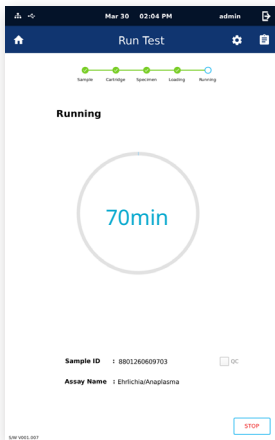 Mar 30 02:04 PM admin
Run Test
Sample Cartridge Specimen Loading Running
Running
70min
Sample ID : 8801260609703 QC
Assay Name : Ehrlichia/Anaplasma
STOP
S/W V001.007